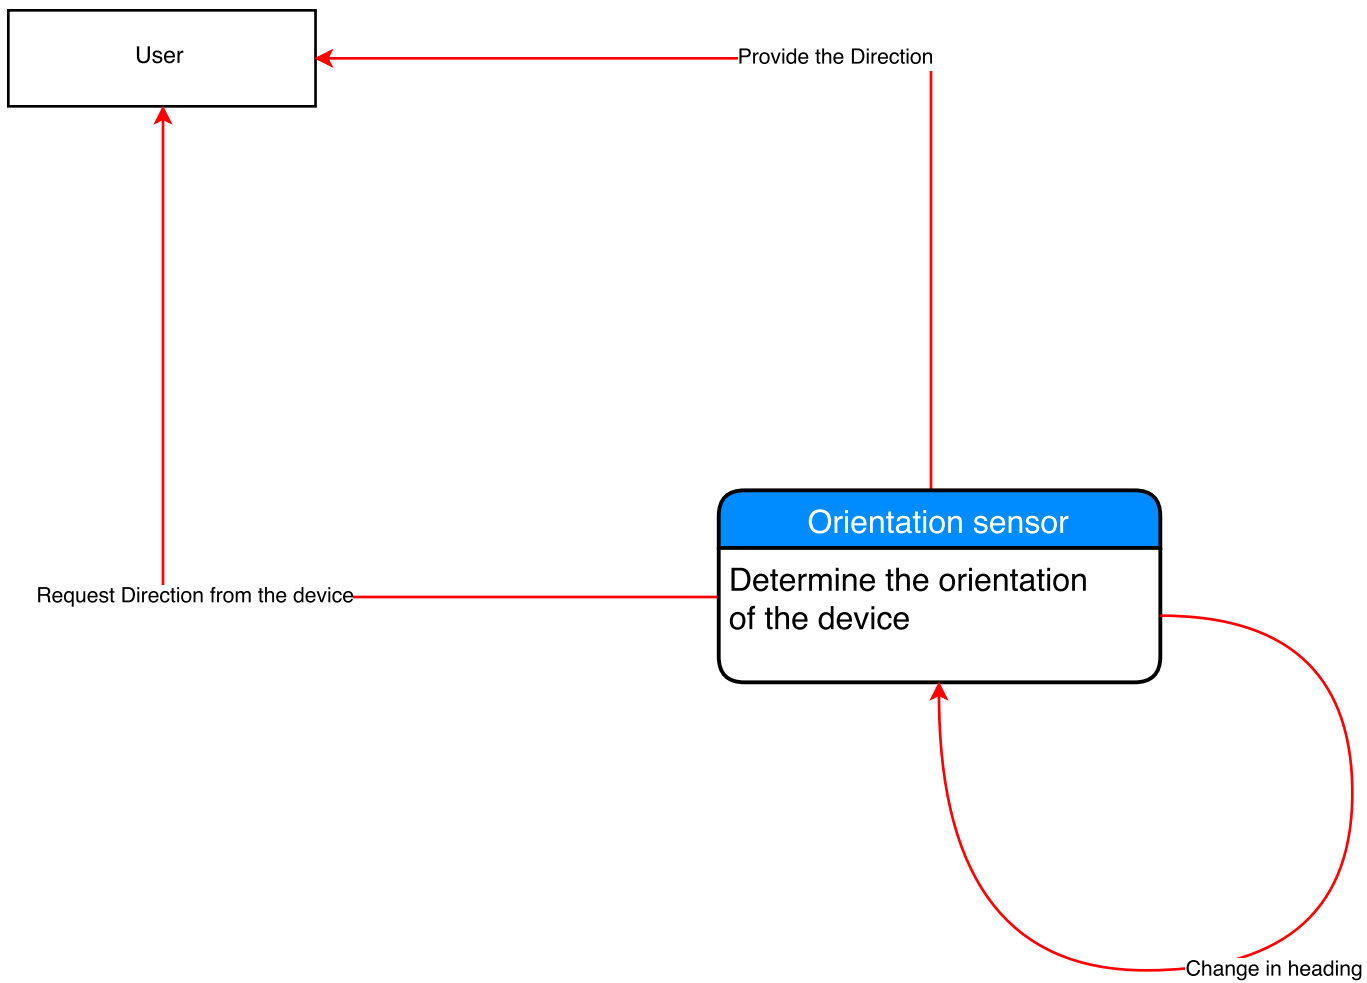 User
Provide the Direction
Orientation sensor
Determine the orientation
of the device
Request Direction from the device
Change in heading